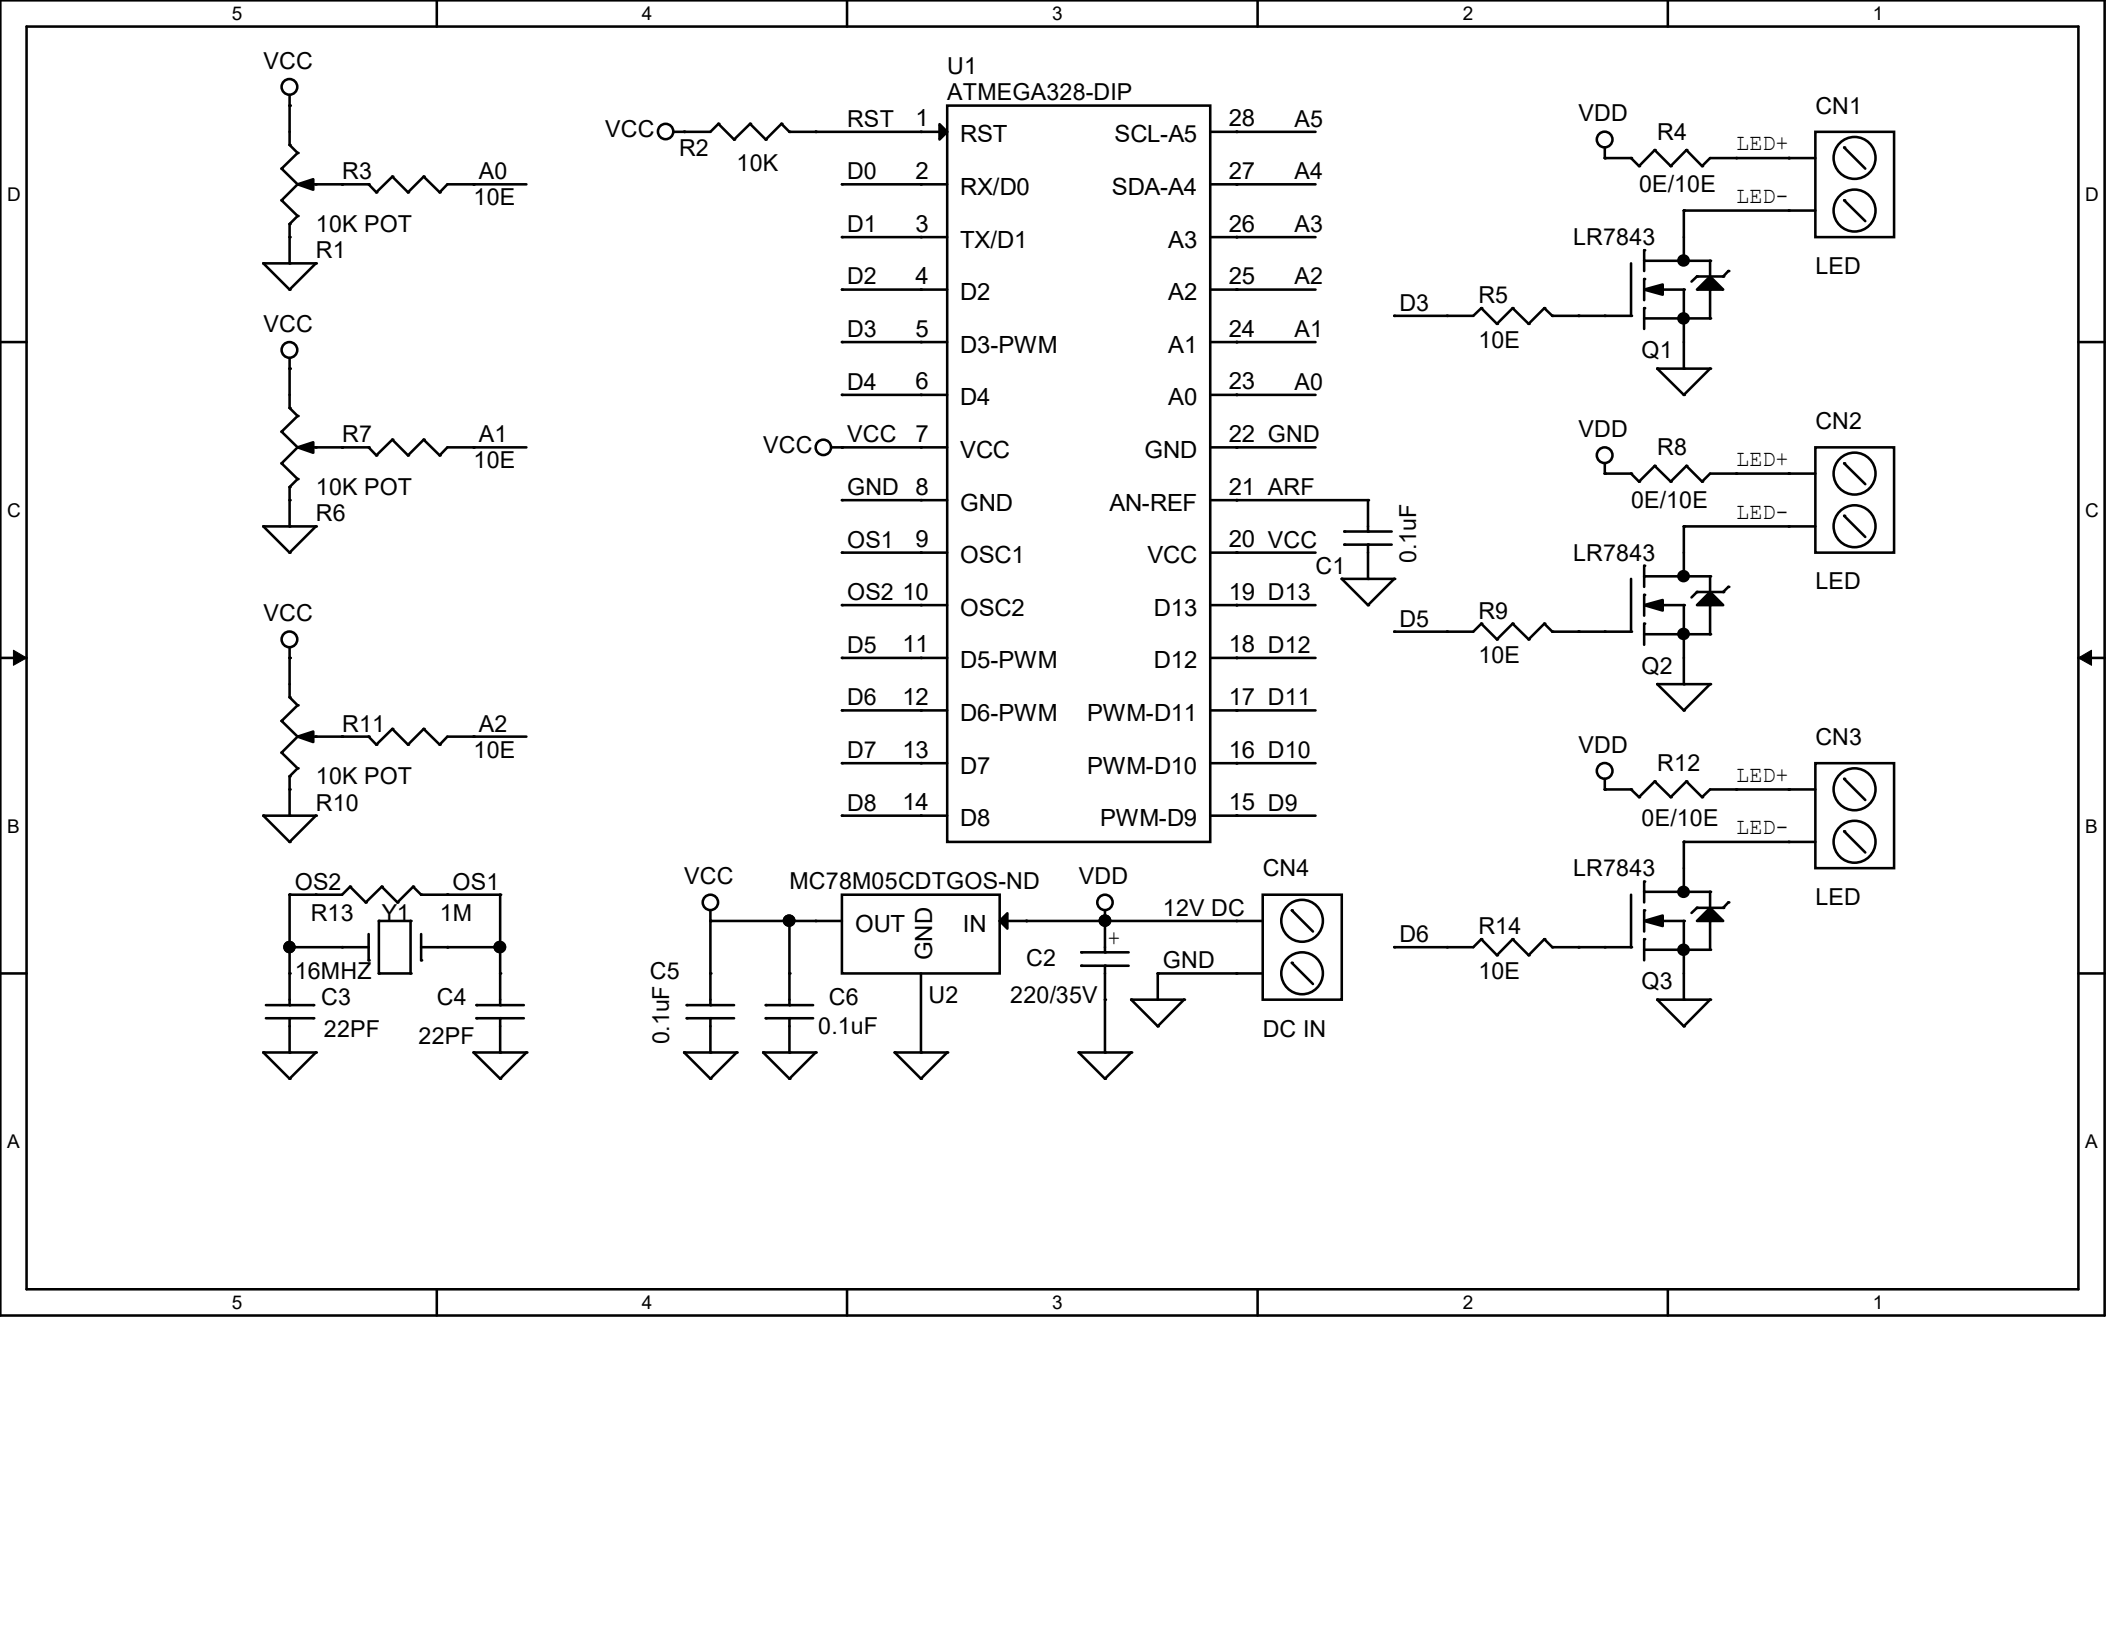 5 4 3 2 1
D
C
B
A
D
C
B
A
VCC
R3 A0
10E
10K POT
R1
VCC
R7 A1
10E
10K POT
R6
VCC
R11 A2
10E
10K POT
R10
OS2 OS1
R13 Y1 1M
16MHZ
C3 C4
22PF 22PF
VCC
R2 10K
U1
ATMEGA328-DIP
RST 1 RST SCL-A5 28 A5
D0 2 RX/D0 SDA-A4 27 A4
D1 3 TX/D1 A3 26 A3
D2 4 D2 A2 25 A2
D3 5 D3-PWM A1 24 A1
D4 6 D4 A0 23 A0
VCC VCC 7 VCC GND 22 GND
GND 8 GND AN-REF 21 ARF
OS1 9 OSC1 VCC 20 VCC
OS2 10 OSC2 D13 19 D13
D5 11 D5-PWM D12 18 D12
D6 12 D6-PWM PWM-D11 17 D11
D7 13 D7 PWM-D10 16 D10
D8 14 D8 PWM-D9 15 D9
C1
0.1uF
VCC
MC78M05CDTGOS-ND
OUT GND IN
U2
C5
0.1uF
C6
0.1uF
VDD
+
C2
220/35V
CN4
12V DC
GND
DC IN
VDD
R4
0E/10E
CN1
LED+
LED-
LED
LR7843
D3 R5
10E
Q1
VDD
R8
0E/10E
CN2
LED+
LED-
LED
LR7843
D5 R9
10E
Q2
VDD
R12
0E/10E
CN3
LED+
LED-
LED
LR7843
D6 R14
10E
Q3
5 4 3 2 1